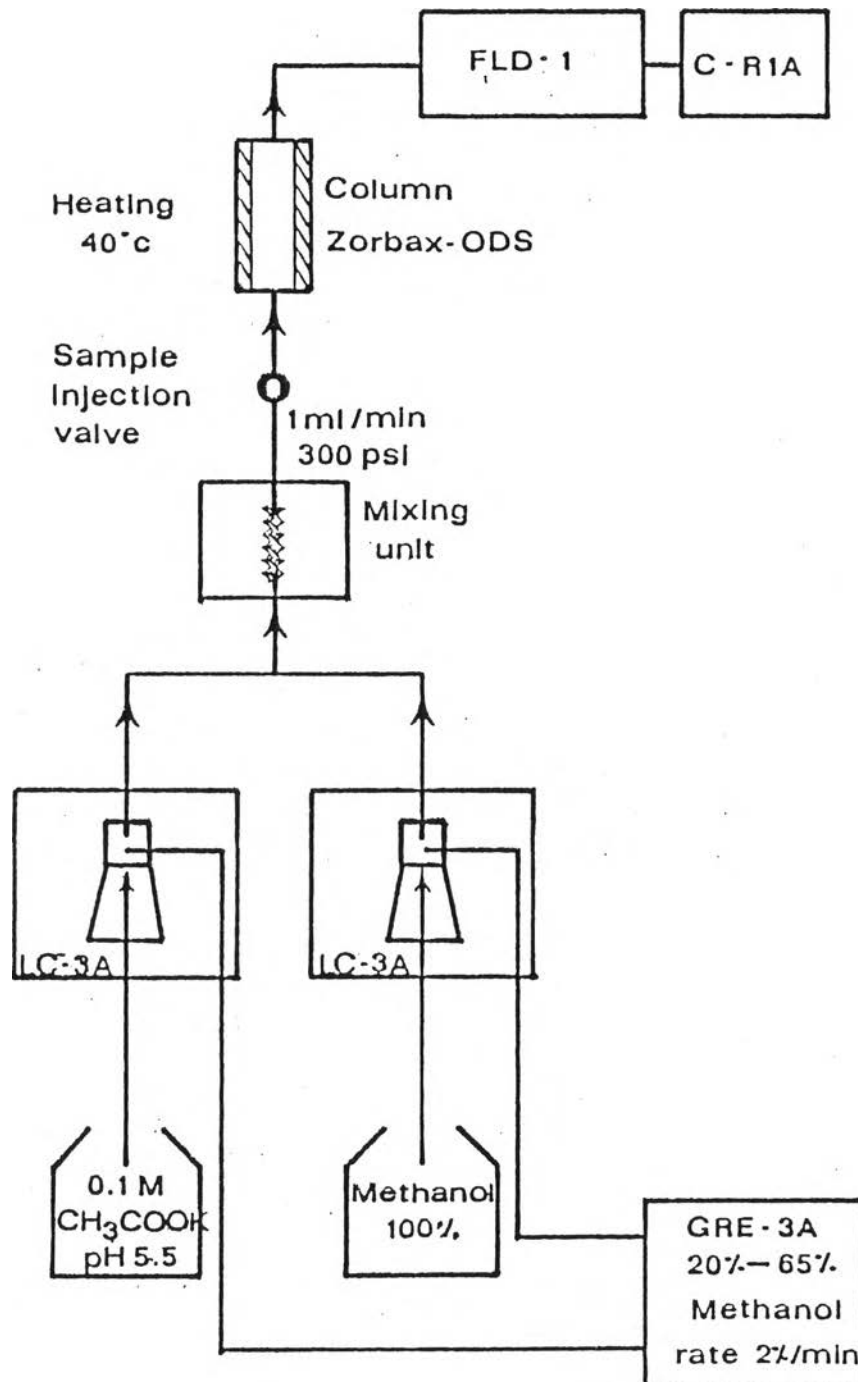 FLD-1
C-R1A
Heating
40°c
Column
Zorbax-ODS
Sample
Injection
valve
1ml/min
300 psi
Mixing
unit
LC-3A
LC-3A
0.1 M
CH₃COOK
pH 5.5
Methanol
100%
GRE-3A
20%-65%
Methanol
rate 2%/min